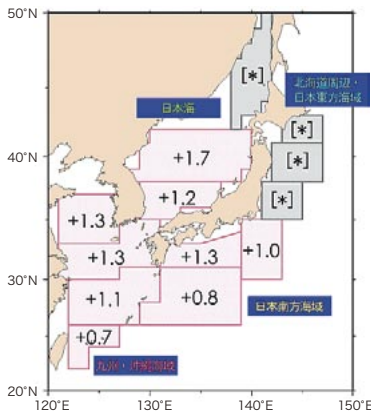 50°N
[*]
北海道周辺・
日本東方海域
日本海
[*]
40°N
+1.7
[*]
+1.2
[*]
+1.3
+1.3
+1.3
+1.0
30°N
+1.1
+0.8
日本南方海域
+0.7
九州・沖縄海域
20°N
120°E
130°E
140°E
150°E